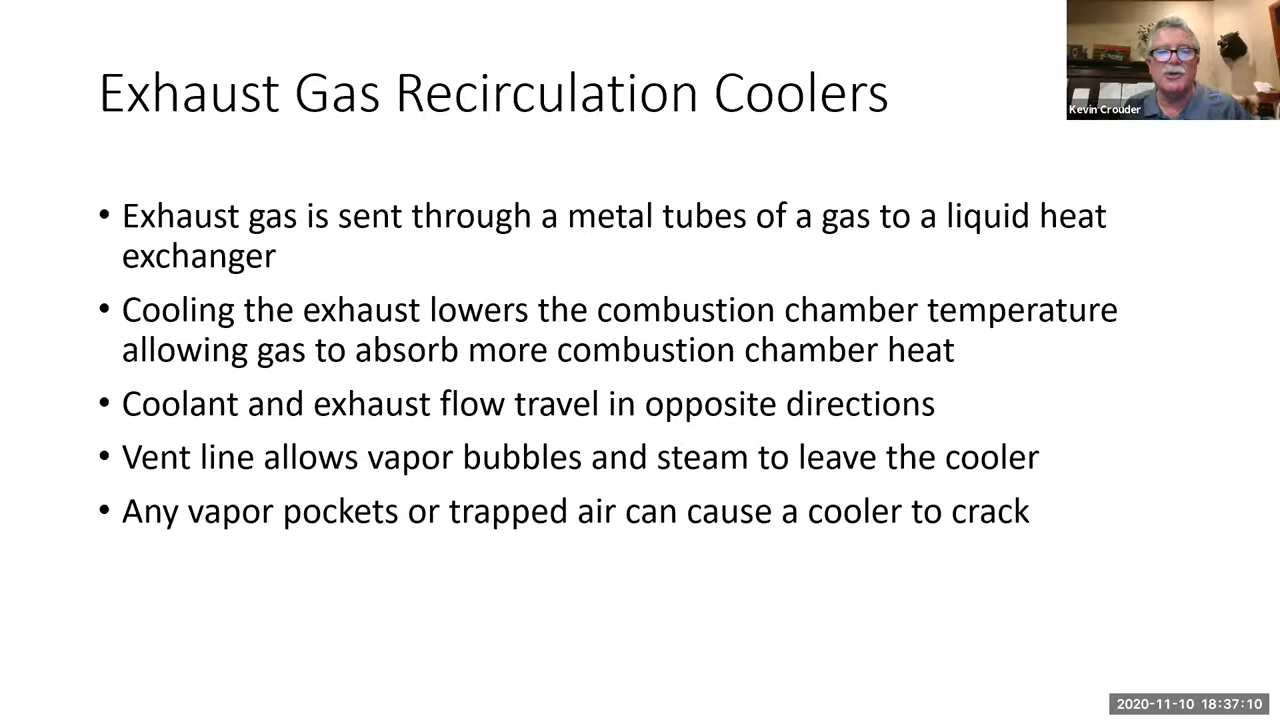 Exhaust Gas Recirculation Coolers
Kevin Crouder
• Exhaust gas is sent through a metal tubes of a gas to a liquid heat
exchanger
• Cooling the exhaust lowers the combustion chamber temperature
allowing gas to absorb more combustion chamber heat
• Coolant and exhaust flow travel in opposite directions
• Vent line allows vapor bubbles and steam to leave the cooler
• Any vapor pockets or trapped air can cause a cooler to crack
2020-11-10 18:37:10